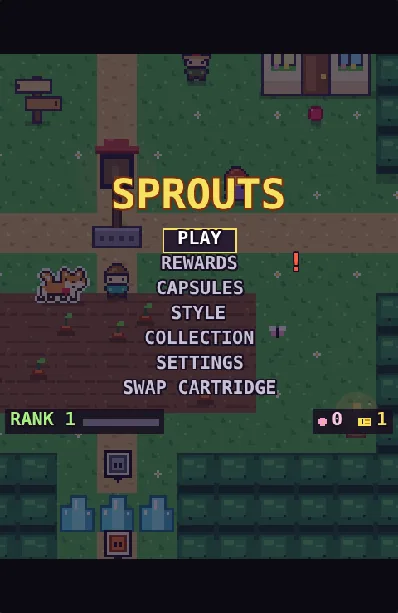 SPROUTS
PLAY
REWARDS
!
CAPSULES
STYLE
COLLECTION
SETTINGS
SWAP CARTRIDGE
RANK 1
0 1